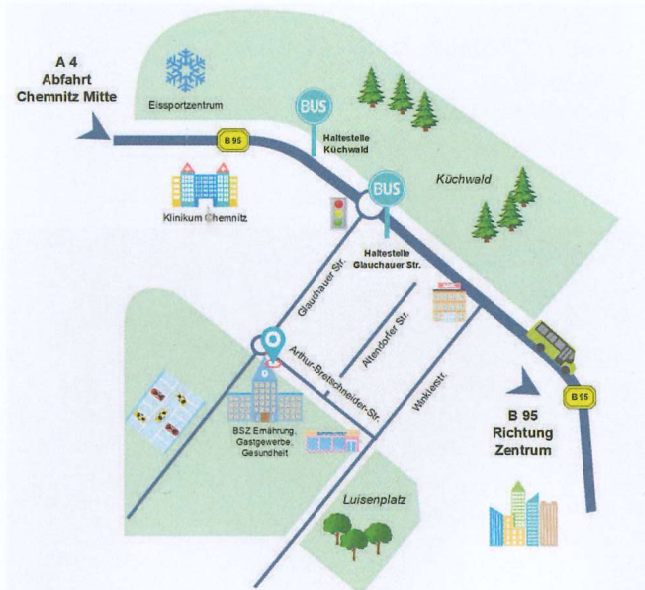 A 4
Abfahrt
Chemnitz Mitte
Eissportzentrum
BUS
Haltestelle
Küchwald
B 95
Klinikum Chemnitz
BUS
Küchwald
Haltestelle
Glauchauer Str.
Glauchauer Str.
Altendorfer Str.
Arthur-Bretschneider-Str.
Winklerstr.
BSZ Ernährung,
Gastgewerbe,
Gesundheit
B 95
B 95
Richtung
Zentrum
Luisenplatz